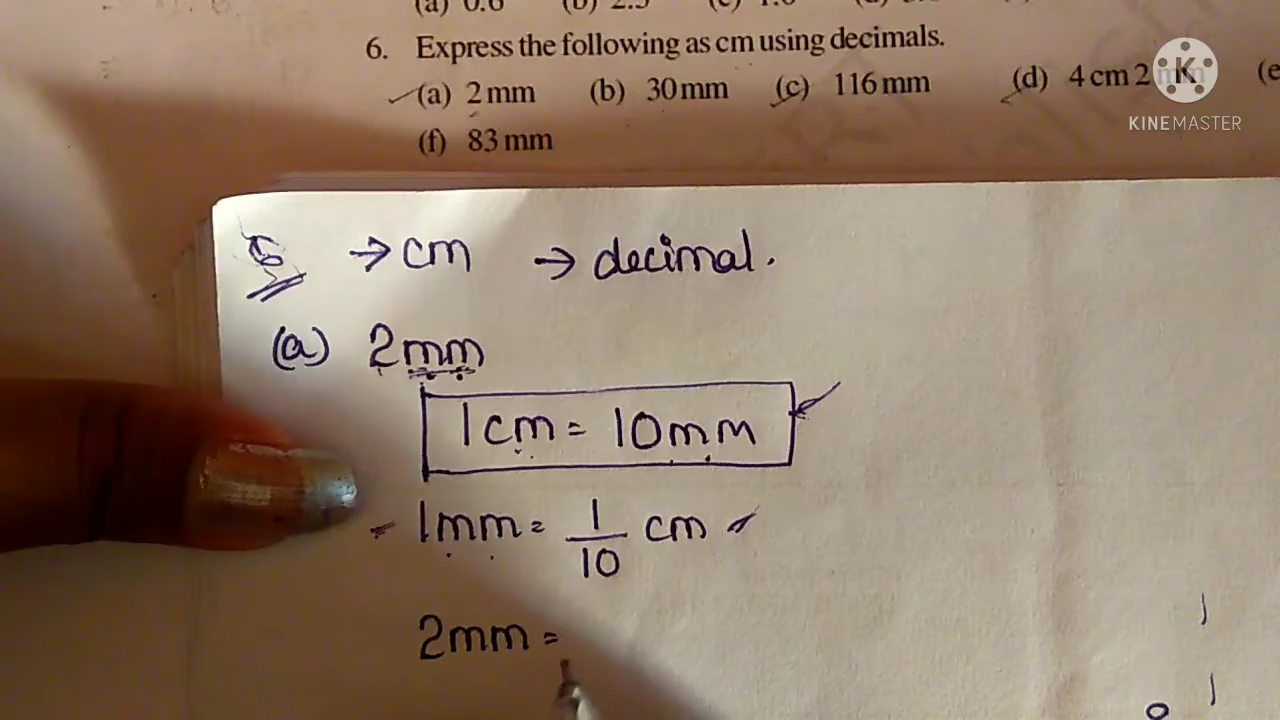 6. Express the following as cm using decimals.
(a) 2 mm (b) 30 mm (c) 116 mm (d) 4 cm 2 mm (e
(f) 83 mm
KINEMASTER
6 → cm → decimal.
(a) 2mm
1cm = 10mm
1mm = 1/10 cm
2mm =